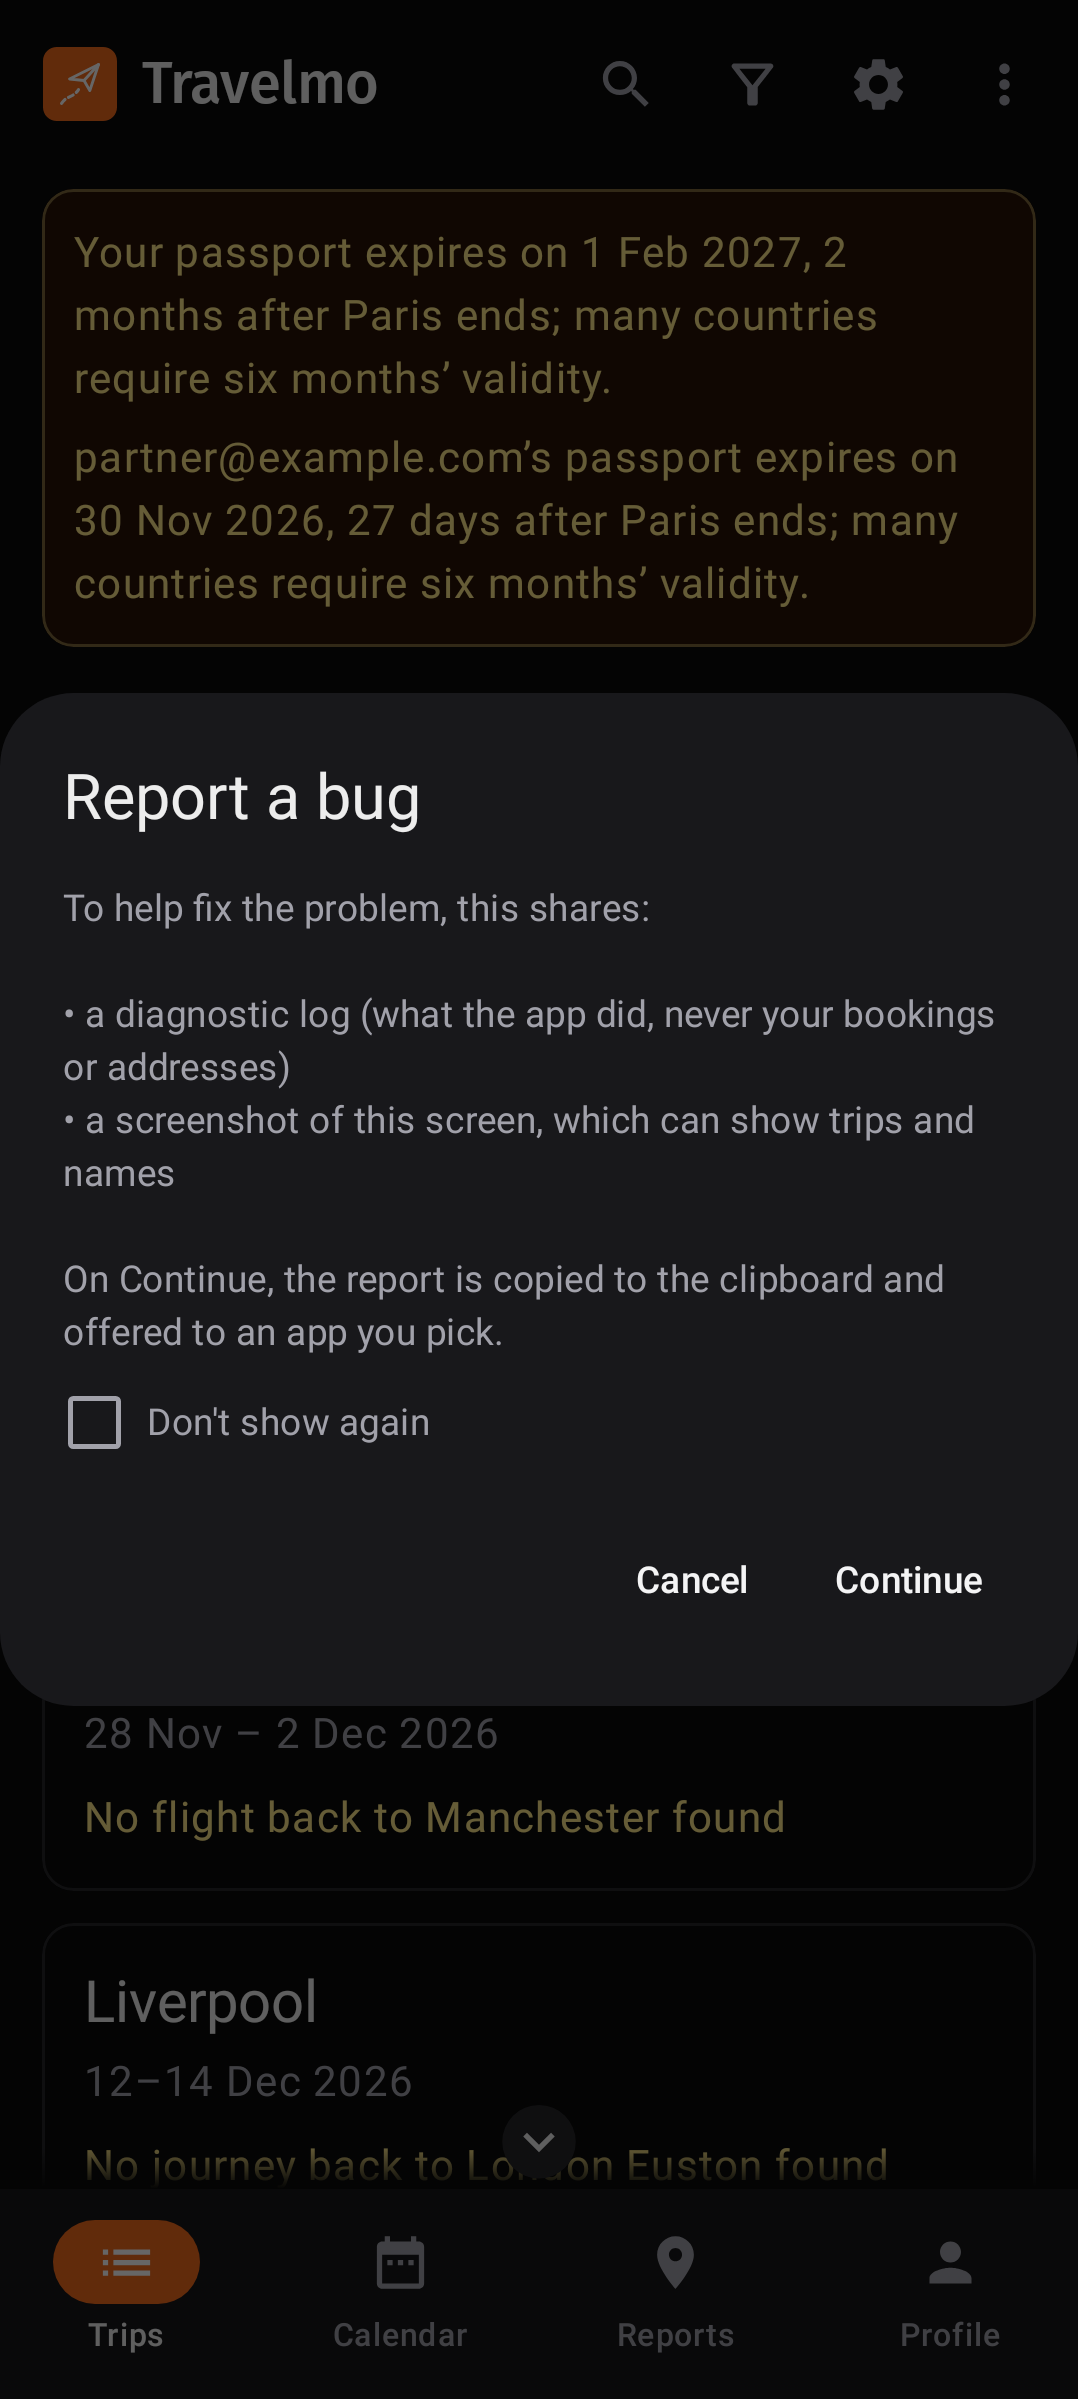 Travelmo
Your passport expires on 1 Feb 2027, 2
months after Paris ends; many countries
require six months’ validity.
partner@example.com’s passport expires on
30 Nov 2026, 27 days after Paris ends; many
countries require six months’ validity.
Report a bug
To help fix the problem, this shares:
• a diagnostic log (what the app did, never your bookings
or addresses)
• a screenshot of this screen, which can show trips and
names
On Continue, the report is copied to the clipboard and
offered to an app you pick.
Don't show again
Cancel Continue
28 Nov – 2 Dec 2026
No flight back to Manchester found
Liverpool
12–14 Dec 2026
No journey back to London Euston found
Trips Calendar Reports Profile